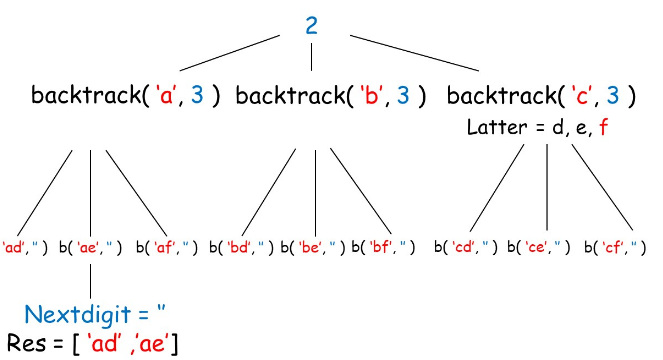 2
backtrack( 'a', 3 ) backtrack( 'b', 3 ) backtrack( 'c', 3 )
Latter = d, e, f
'ad', '' ) b( 'ae', '' ) b( 'af', '' ) b( 'bd', '' ) b( 'be', '' ) b( 'bf', '' ) b( 'cd', '' ) b( 'ce', '' ) b( 'cf', '' )
Nextdigit = ''
Res = [ 'ad' ,'ae']